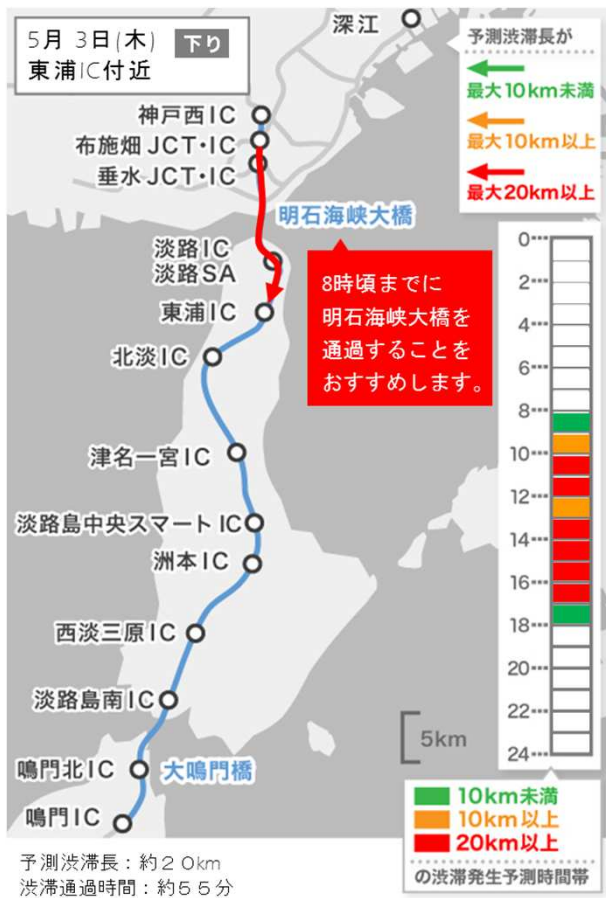 5月 3日(木) 下り
東浦IC付近
深江
予測渋滞長が
最大10km未満
最大10km以上
最大20km以上
神戸西IC
布施畑JCT・IC
垂水JCT・IC
明石海峡大橋
淡路IC
淡路SA
東浦IC
北淡IC
津名一宮IC
淡路島中央スマートIC
洲本IC
西淡三原IC
淡路島南IC
鳴門北IC
大鳴門橋
鳴門IC
8時頃までに
明石海峡大橋を
通過することを
おすすめします。
0
2
4
6
8
10
12
14
16
18
20
22
24
5km
10km未満
10km以上
20km以上
の渋滞発生予測時間帯
予測渋滞長：約20km
渋滞通過時間：約55分